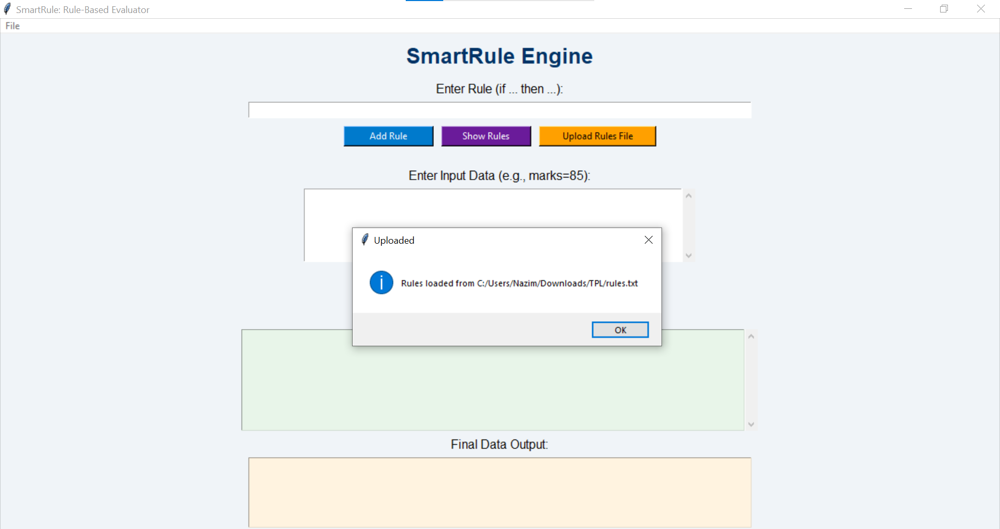 SmartRule: Rule-Based Evaluator
File
SmartRule Engine
Enter Rule (if ... then ...):
Add Rule Show Rules Upload Rules File
Enter Input Data (e.g., marks=85):
Uploaded
i
Rules loaded from C:/Users/Nazim/Downloads/TPL/rules.txt
OK
Final Data Output: